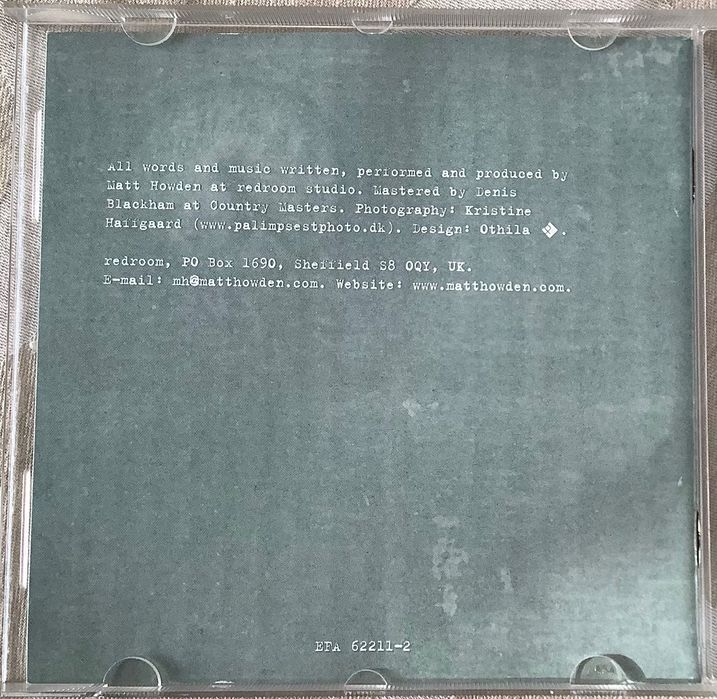 All words and music written, performed and produced by
Matt Howden at redroom studio. Mastered by Denis
Blackham at Country Masters. Photography: Kristine
Hafígaard (www.palimpsestphoto.dk). Design: Othila.
redroom, PO Box 1690, Sheffield S8 0QY, UK.
E-mail: mh@matthowden.com. Website: www.matthowden.com.
EFA 62211-2